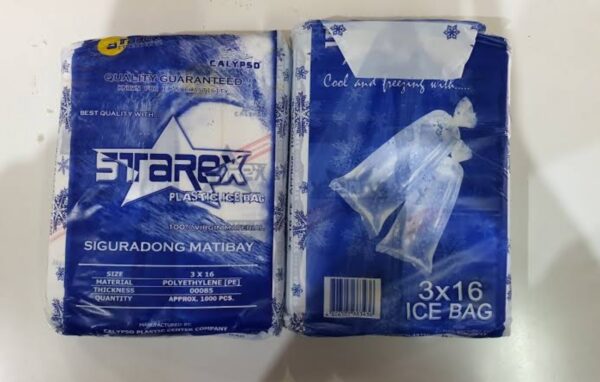 CALYPSO
QUALITY GUARANTEED
BEST QUALITY WITH
STAREX
PLASTIC ICE BAG
100% VIRGIN MATERIAL
SIGURADONG MATIBAY
SIZE 3 X 16
MATERIAL POLYETHYLENE [PE]
THICKNESS 00085
QUANTITY APPROX. 1000 PCS.
MANUFACTURED BY:
CALYPSO PLASTIC CENTER COMPANY
Cool and freezing with.....
3x16
ICE BAG